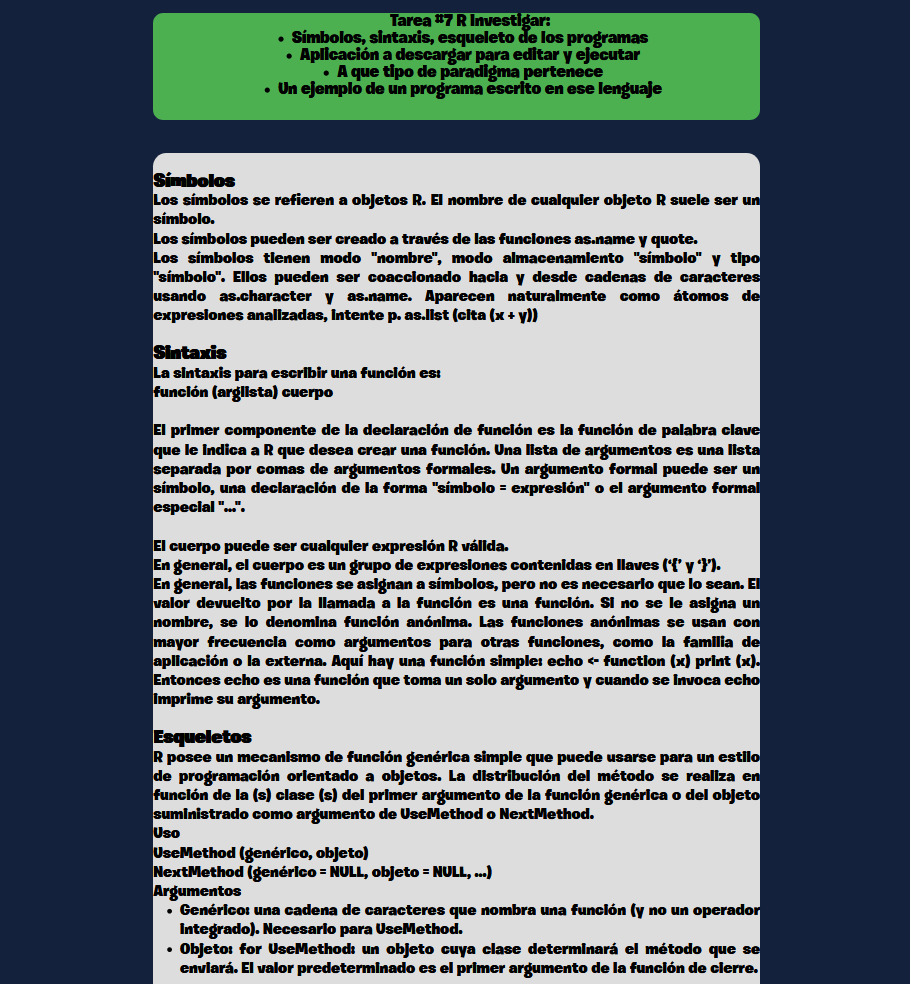 Tarea #7 R Investigar:
• Símbolos, sintaxis, esqueleto de los programas
• Aplicación a descargar para editar y ejecutar
• A que tipo de paradigma pertenece
• Un ejemplo de un programa escrito en ese lenguaje
Símbolos
Los símbolos se refieren a objetos R. El nombre de cualquier objeto R suele ser un
símbolo.
Los símbolos pueden ser creado a través de las funciones as.name y quote.
Los símbolos tienen modo "nombre", modo almacenamiento "símbolo" y tipo
"símbolo". Ellos pueden ser coaccionado hacia y desde cadenas de caracteres
usando as.character y as.name. Aparecen naturalmente como átomos de
expresiones analizadas, intente p. as.list (cita (x + y))
Sintaxis
La sintaxis para escribir una función es:
función (arglista) cuerpo
El primer componente de la declaración de función es la función de palabra clave
que le indica a R que desea crear una función. Una lista de argumentos es una lista
separada por comas de argumentos formales. Un argumento formal puede ser un
símbolo, una declaración de la forma "símbolo = expresión" o el argumento formal
especial "...".
El cuerpo puede ser cualquier expresión R válida.
En general, el cuerpo es un grupo de expresiones contenidas en llaves (‘{’ y ‘}’).
En general, las funciones se asignan a símbolos, pero no es necesario que lo sean. El
valor devuelto por la llamada a la función es una función. Si no se le asigna un
nombre, se lo denomina función anónima. Las funciones anónimas se usan con
mayor frecuencia como argumentos para otras funciones, como la familia de
aplicación o la externa. Aquí hay una función simple: echo <- function (x) print (x).
Entonces echo es una función que toma un solo argumento y cuando se invoca echo
imprime su argumento.
Esqueletos
R posee un mecanismo de función genérica simple que puede usarse para un estilo
de programación orientado a objetos. La distribución del método se realiza en
función de la (s) clase (s) del primer argumento de la función genérica o del objeto
suministrado como argumento de UseMethod o NextMethod.
Uso
UseMethod (genérico, objeto)
NextMethod (genérico = NULL, objeto = NULL, ...)
Argumentos
• Genérico: una cadena de caracteres que nombra una función (y no un operador
integrado). Necesario para UseMethod.
• Objeto: for UseMethod: un objeto cuya clase determinará el método que se
enviará. El valor predeterminado es el primer argumento de la función de cierre.